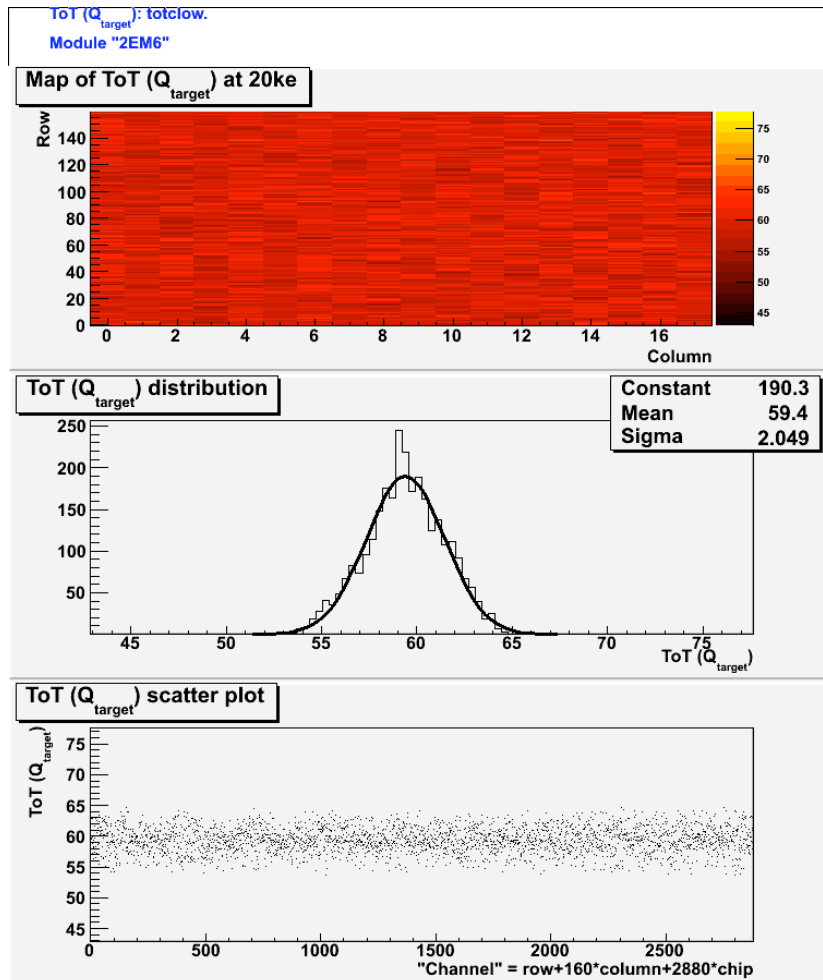 ToT (Qtarget): totclow.
Module "2EM6"
Map of ToT (Qtarget) at 20ke
Row
140
120
100
80
60
40
20
0
0 2 4 6 8 10 12 14 16
Column
75
70
65
60
55
50
45
ToT (Qtarget) distribution
Constant 190.3
Mean 59.4
Sigma 2.049
250
200
150
100
50
45 50 55 60 65 70 75
ToT (Qtarget)
ToT (Qtarget) scatter plot
ToT (Qtarget)
75
70
65
60
55
50
45
0 500 1000 1500 2000 2500
"Channel" = row+160*column+2880*chip